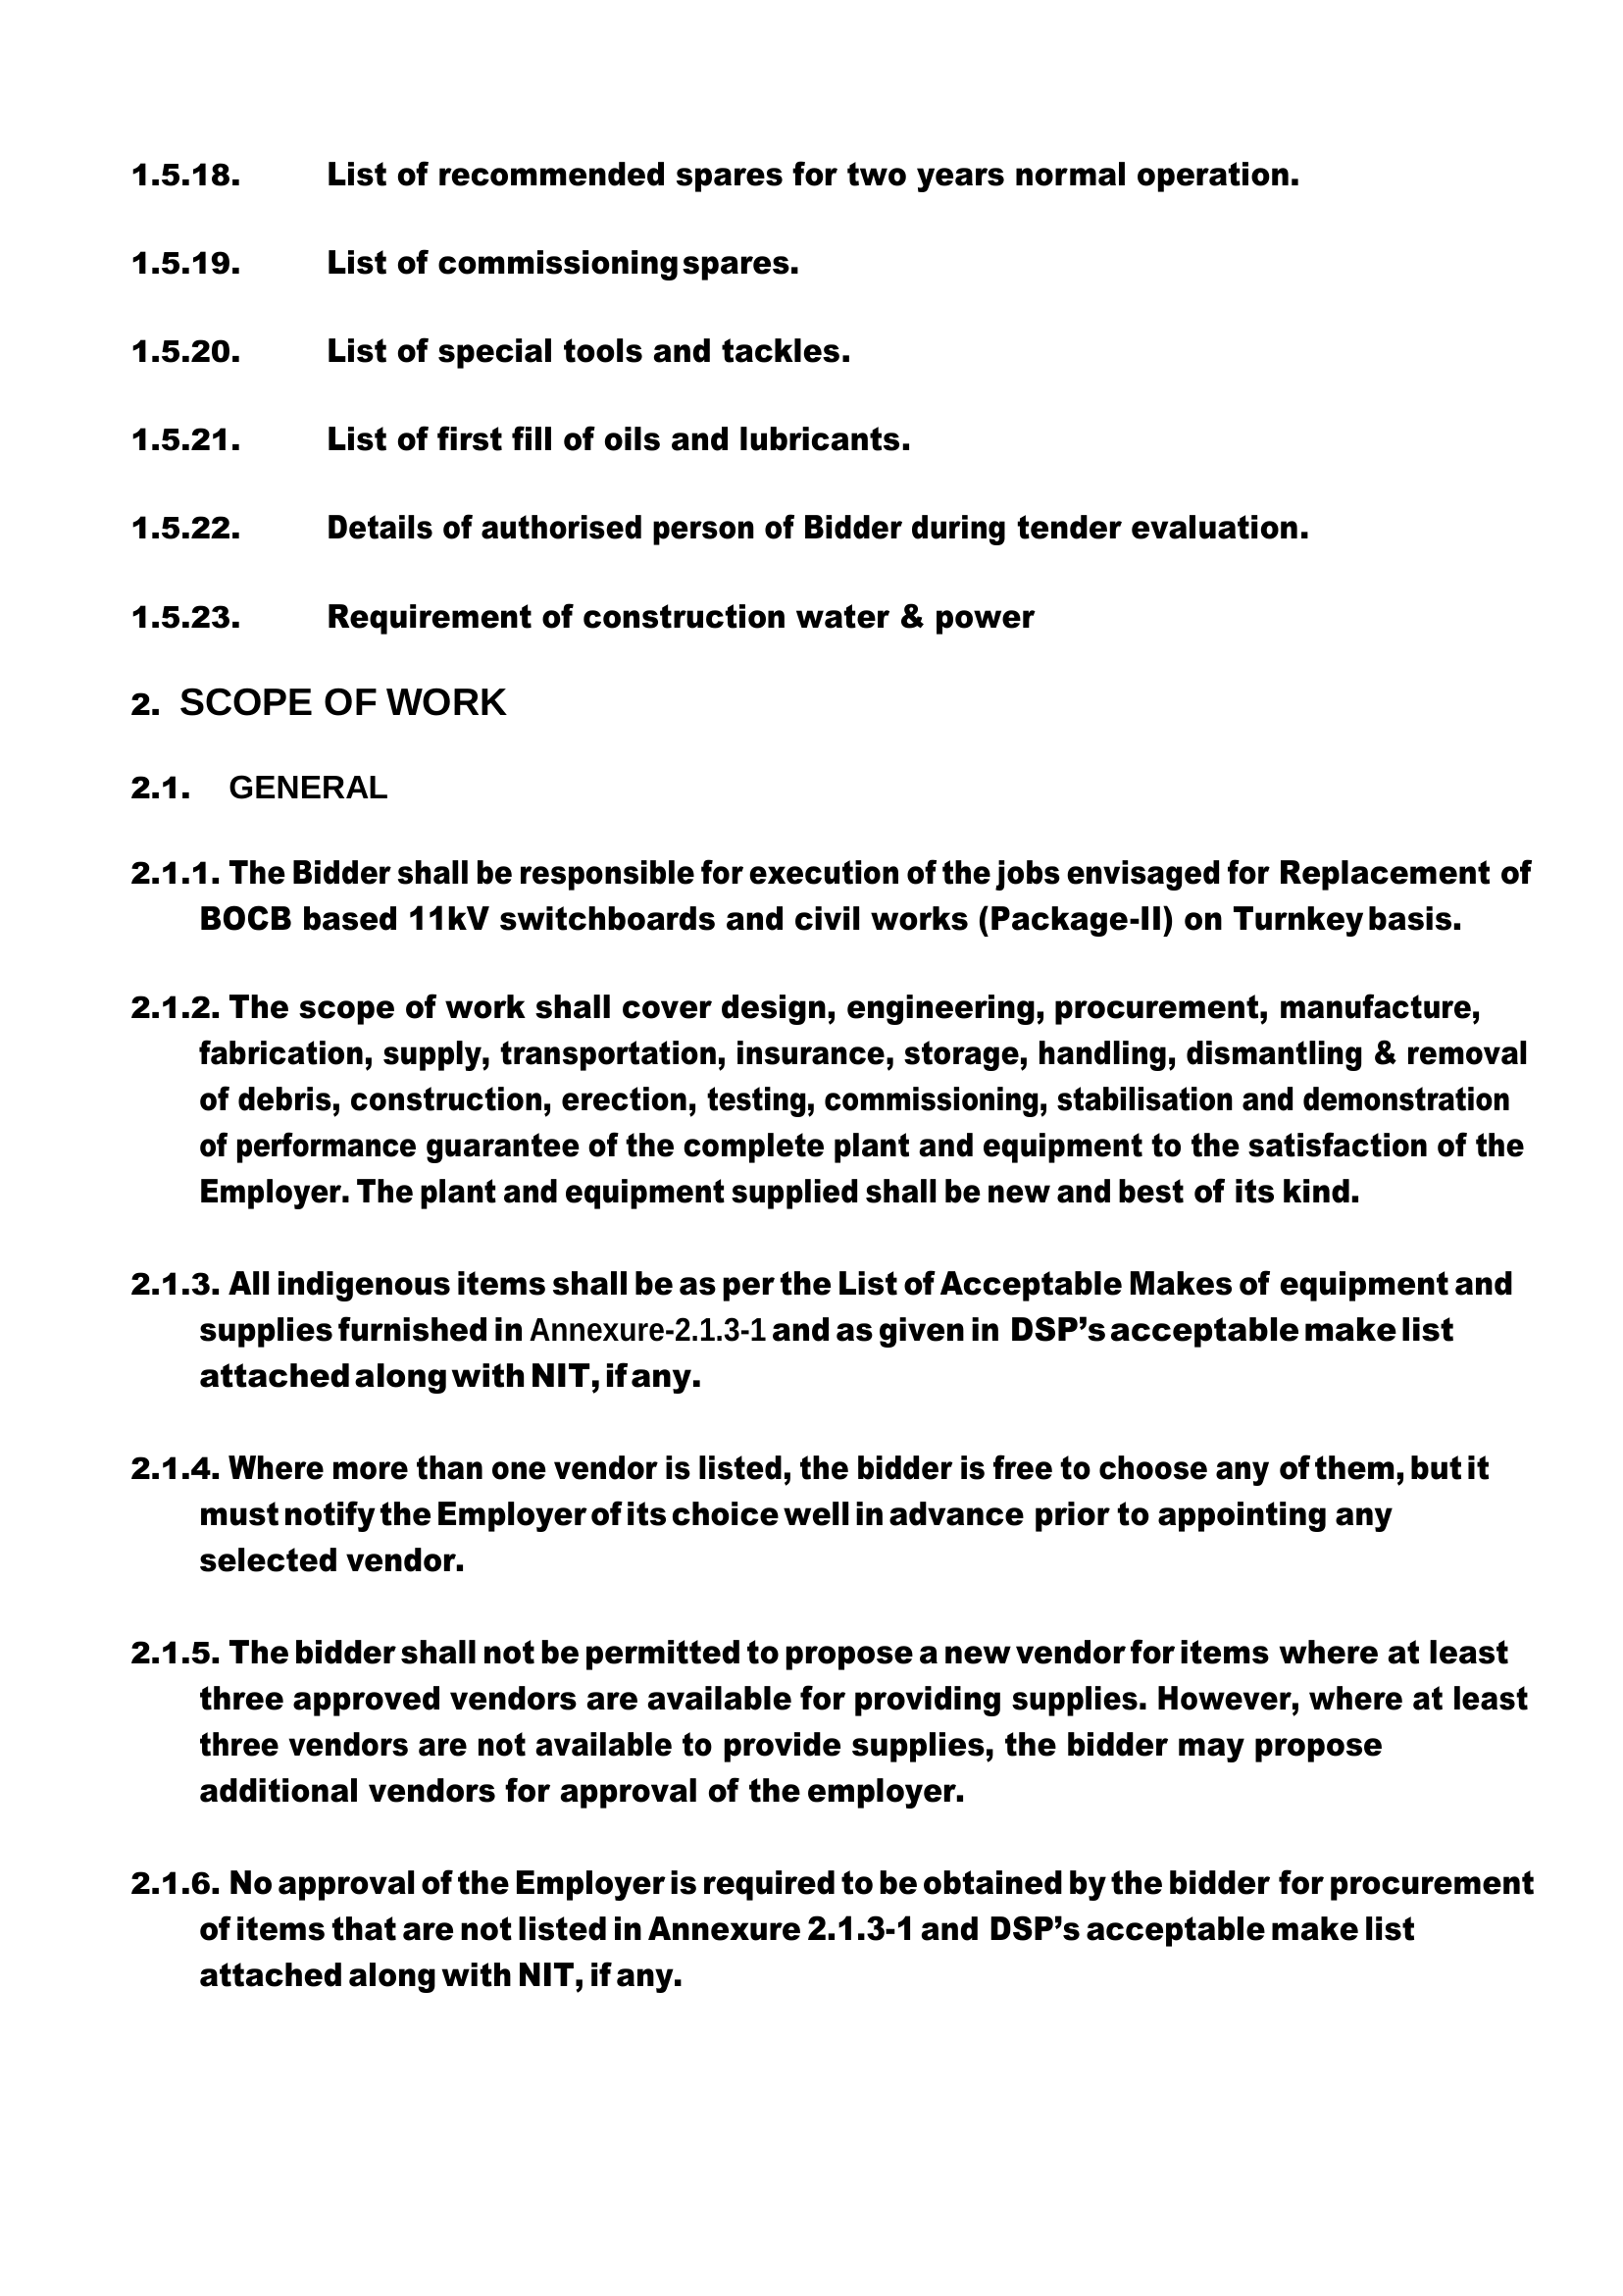 1.5.18. List of recommended spares for two years normal operation.
1.5.19. List of commissioning spares.
1.5.20. List of special tools and tackles.
1.5.21. List of first fill of oils and lubricants.
1.5.22. Details of authorised person of Bidder during tender evaluation.
1.5.23. Requirement of construction water & power
2. SCOPE OF WORK
2.1. GENERAL
2.1.1. The Bidder shall be responsible for execution of the jobs envisaged for Replacement of
BOCB based 11kV switchboards and civil works (Package-II) on Turnkey basis.
2.1.2. The scope of work shall cover design, engineering, procurement, manufacture,
fabrication, supply, transportation, insurance, storage, handling, dismantling & removal
of debris, construction, erection, testing, commissioning, stabilisation and demonstration
of performance guarantee of the complete plant and equipment to the satisfaction of the
Employer. The plant and equipment supplied shall be new and best of its kind.
2.1.3. All indigenous items shall be as per the List of Acceptable Makes of equipment and
supplies furnished in Annexure-2.1.3-1 and as given in DSP’s acceptable make list
attached along with NIT, if any.
2.1.4. Where more than one vendor is listed, the bidder is free to choose any of them, but it
must notify the Employer of its choice well in advance prior to appointing any
selected vendor.
2.1.5. The bidder shall not be permitted to propose a new vendor for items where at least
three approved vendors are available for providing supplies. However, where at least
three vendors are not available to provide supplies, the bidder may propose
additional vendors for approval of the employer.
2.1.6. No approval of the Employer is required to be obtained by the bidder for procurement
of items that are not listed in Annexure 2.1.3-1 and DSP’s acceptable make list
attached along with NIT, if any.